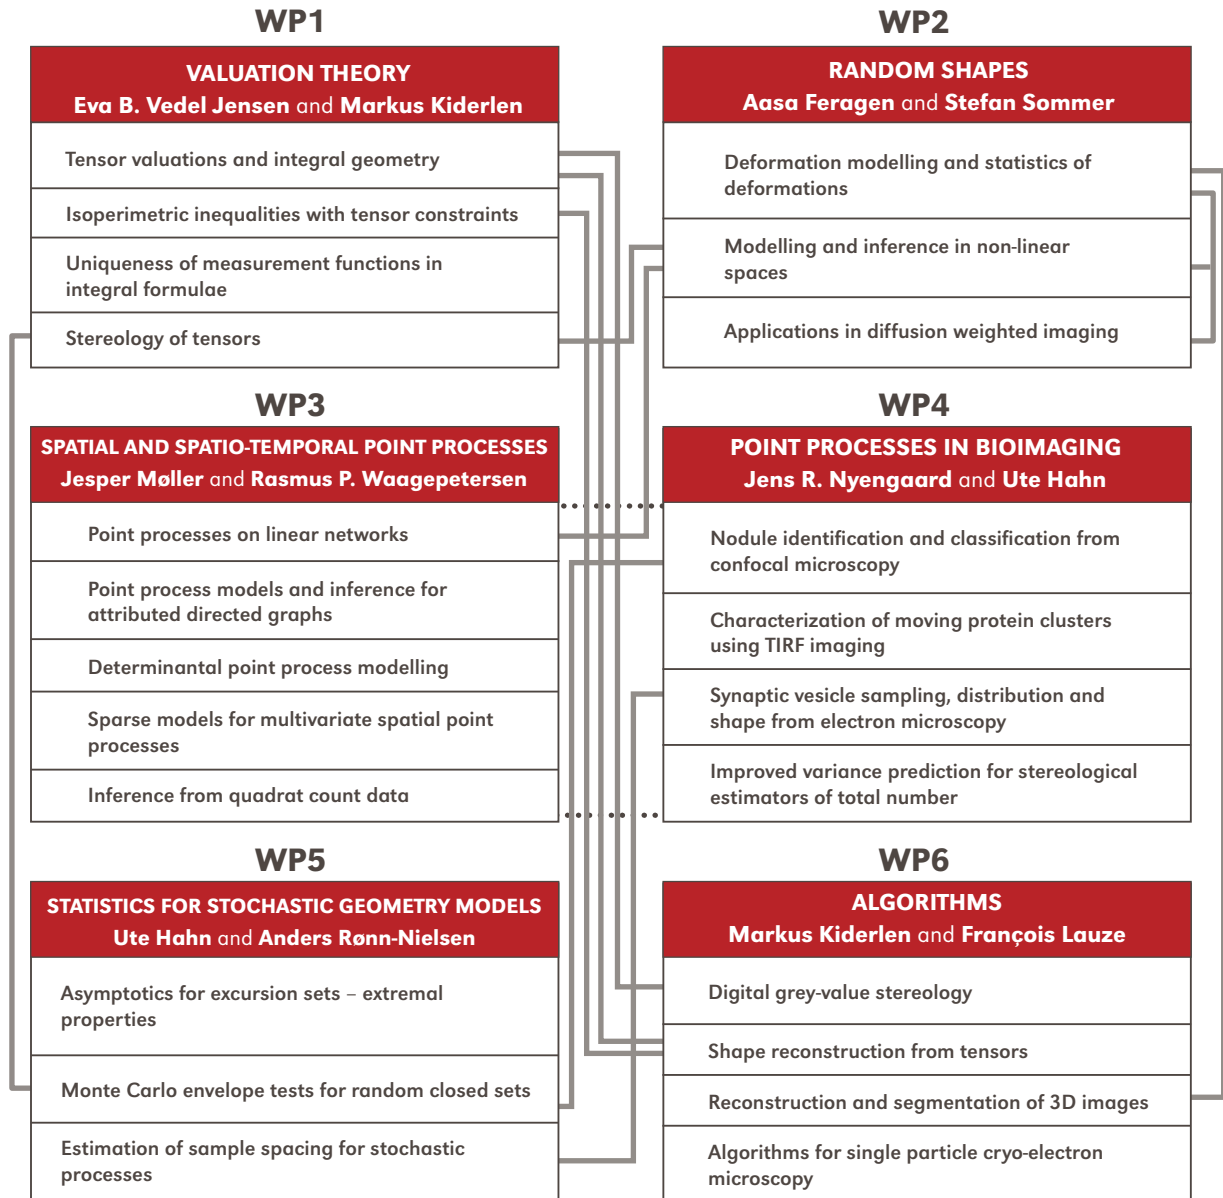 WP1
VALUATION THEORY
Eva B. Vedel Jensen and Markus Kiderlen
Tensor valuations and integral geometry
Isoperimetric inequalities with tensor constraints
Uniqueness of measurement functions in
integral formulae
Stereology of tensors
WP2
RANDOM SHAPES
Aasa Feragen and Stefan Sommer
Deformation modelling and statistics of
deformations
Modelling and inference in non-linear
spaces
Applications in diffusion weighted imaging
WP3
SPATIAL AND SPATIO-TEMPORAL POINT PROCESSES
Jesper Møller and Rasmus P. Waagepetersen
Point processes on linear networks
Point process models and inference for
attributed directed graphs
Determinantal point process modelling
Sparse models for multivariate spatial point
processes
Inference from quadrat count data
WP4
POINT PROCESSES IN BIOIMAGING
Jens R. Nyengaard and Ute Hahn
Nodule identification and classification from
confocal microscopy
Characterization of moving protein clusters
using TIRF imaging
Synaptic vesicle sampling, distribution and
shape from electron microscopy
Improved variance prediction for stereological
estimators of total number
WP5
STATISTICS FOR STOCHASTIC GEOMETRY MODELS
Ute Hahn and Anders Rønn-Nielsen
Asymptotics for excursion sets – extremal
properties
Monte Carlo envelope tests for random closed sets
Estimation of sample spacing for stochastic
processes
WP6
ALGORITHMS
Markus Kiderlen and François Lauze
Digital grey-value stereology
Shape reconstruction from tensors
Reconstruction and segmentation of 3D images
Algorithms for single particle cryo-electron
microscopy